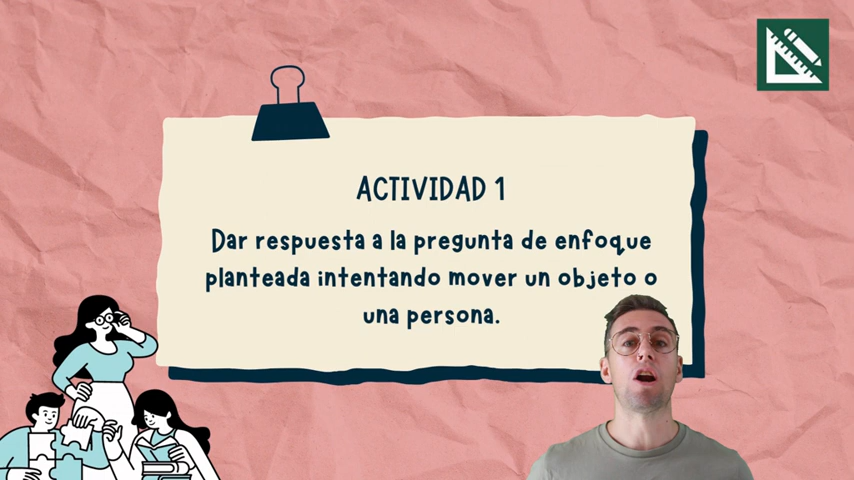 ACTIVIDAD 1
Dar respuesta a la pregunta de enfoque
planteada intentando mover un objeto o
una persona.